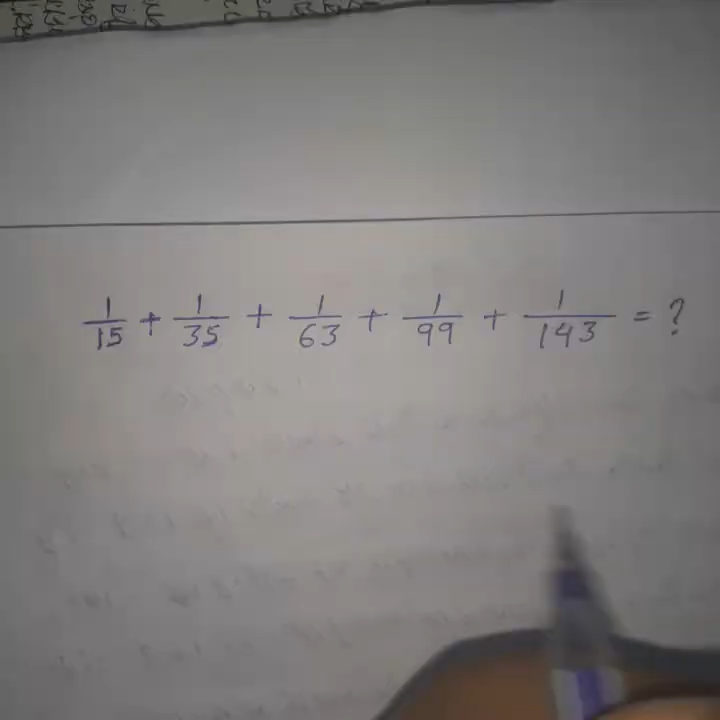 1/15 + 1/35 + 1/63 + 1/99 + 1/143 = ?